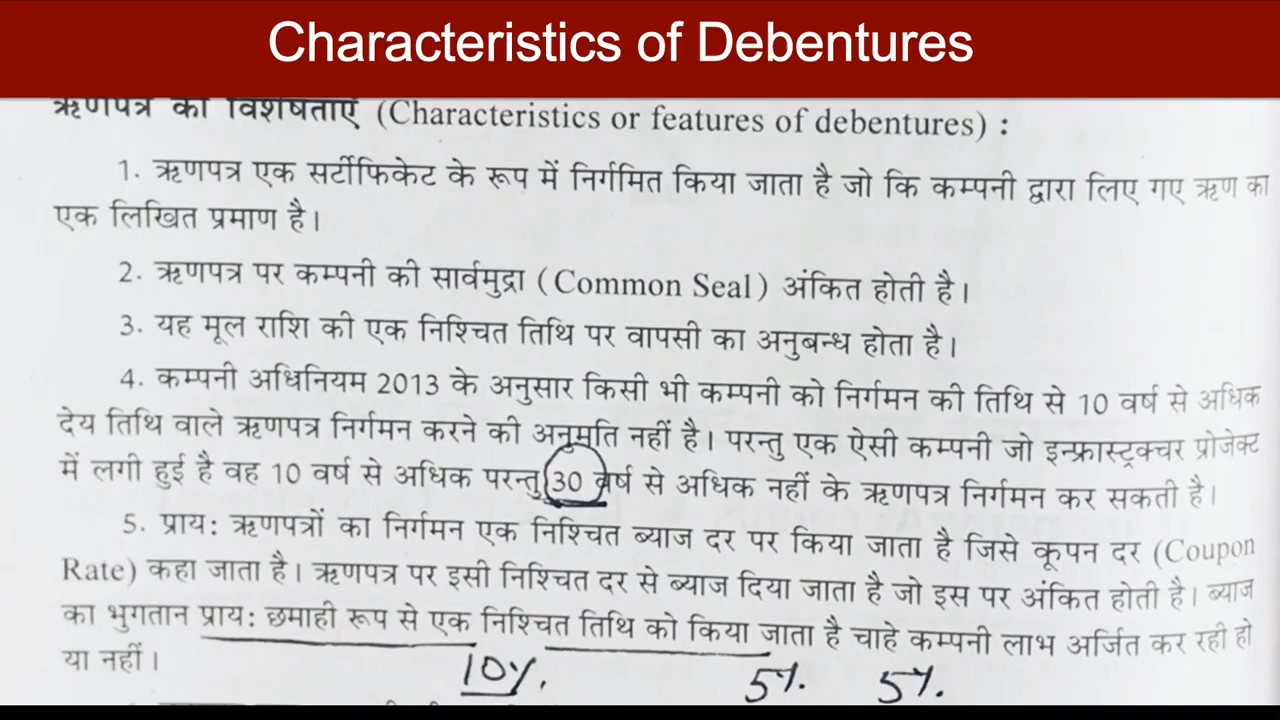 Characteristics of Debentures
ऋणपत्र की विशेषताएँ (Characteristics or features of debentures) :
1. ऋणपत्र एक सर्टीफिकेट के रूप में निर्गमित किया जाता है जो कि कम्पनी द्वारा लिए गए ऋण का
एक लिखित प्रमाण है।
2. ऋणपत्र पर कम्पनी की सार्वमुद्रा (Common Seal) अंकित होती है।
3. यह मूल राशि की एक निश्चित तिथि पर वापसी का अनुबन्ध होता है।
4. कम्पनी अधिनियम 2013 के अनुसार किसी भी कम्पनी को निर्गमन की तिथि से 10 वर्ष से अधिक
देय तिथि वाले ऋणपत्र निर्गमन करने की अनुमति नहीं है। परन्तु एक ऐसी कम्पनी जो इन्फ्रास्ट्रक्चर प्रोजेक्ट
में लगी हुई है वह 10 वर्ष से अधिक परन्तु 30 वर्ष से अधिक नहीं के ऋणपत्र निर्गमन कर सकती है।
5. प्राय: ऋणपत्रों का निर्गमन एक निश्चित ब्याज दर पर किया जाता है जिसे कूपन दर (Coupon
Rate) कहा जाता है। ऋणपत्र पर इसी निश्चित दर से ब्याज दिया जाता है जो इस पर अंकित होती है। ब्याज
का भुगतान प्राय: छमाही रूप से एक निश्चित तिथि को किया जाता है चाहे कम्पनी लाभ अर्जित कर रही हो
या नहीं।
10%. 5%. 5%.